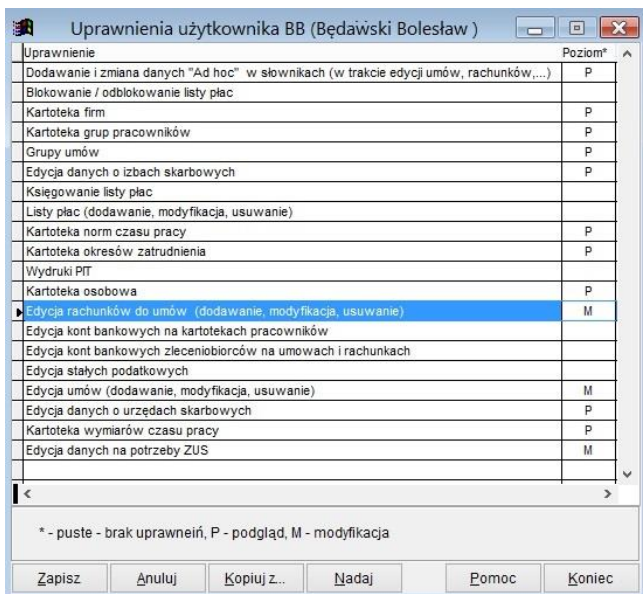 Uprawnienia użytkownika BB (Będawski Bolesław )
Uprawnienie Poziom*
Dodawanie i zmiana danych "Ad hoc" w słownikach (w trakcie edycji umów, rachunków,...) P
Blokowanie / odblokowanie listy płac
Kartoteka firm P
Kartoteka grup pracowników P
Grupy umów P
Edycja danych o izbach skarbowych P
Księgowanie listy płac
Listy płac (dodawanie, modyfikacja, usuwanie)
Kartoteka norm czasu pracy P
Kartoteka okresów zatrudnienia P
Wydruki PIT
Kartoteka osobowa P
Edycja rachunków do umów (dodawanie, modyfikacja, usuwanie) M
Edycja kont bankowych na kartotekach pracowników
Edycja kont bankowych zleceniobiorców na umowach i rachunkach
Edycja stałych podatkowych
Edycja umów (dodawanie, modyfikacja, usuwanie) M
Edycja danych o urzędach skarbowych P
Kartoteka wymiarów czasu pracy P
Edycja danych na potrzeby ZUS M
* - puste - brak uprawneiń, P - podgląd, M - modyfikacja
Zapisz Anuluj Kopiuj z... Nadaj Pomoc Koniec